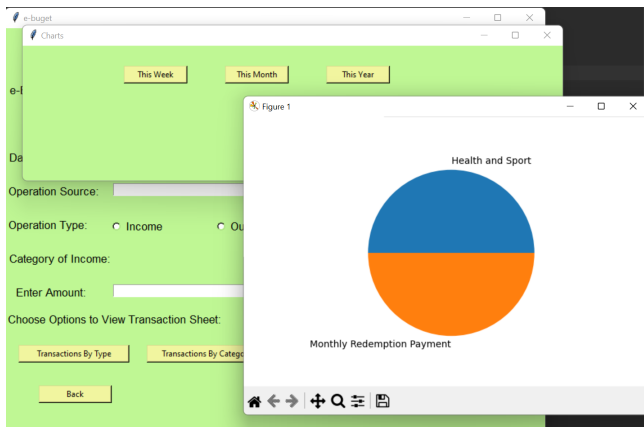 e-buget
Charts
This Week
This Month
This Year
Figure 1
Health and Sport
Monthly Redemption Payment
Operation Source:
Operation Type:
Income
Category of Income:
Enter Amount:
Choose Options to View Transaction Sheet:
Transactions By Type
Transactions By
Back